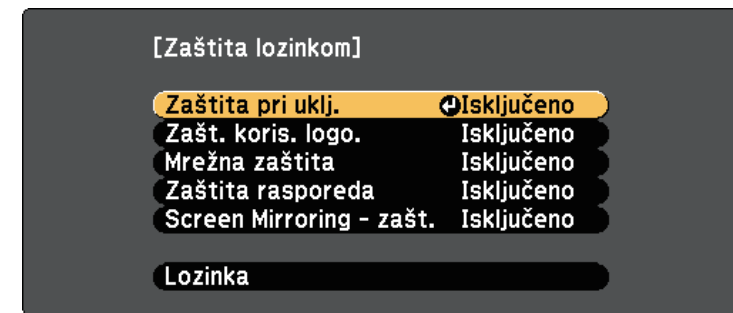 [Zaštita lozinkom]
Zaštita pri uklj. Isključeno
Zašt. koris. logo. Isključeno
Mrežna zaštita Isključeno
Zaštita rasporeda Isključeno
Screen Mirroring - zašt. Isključeno
Lozinka